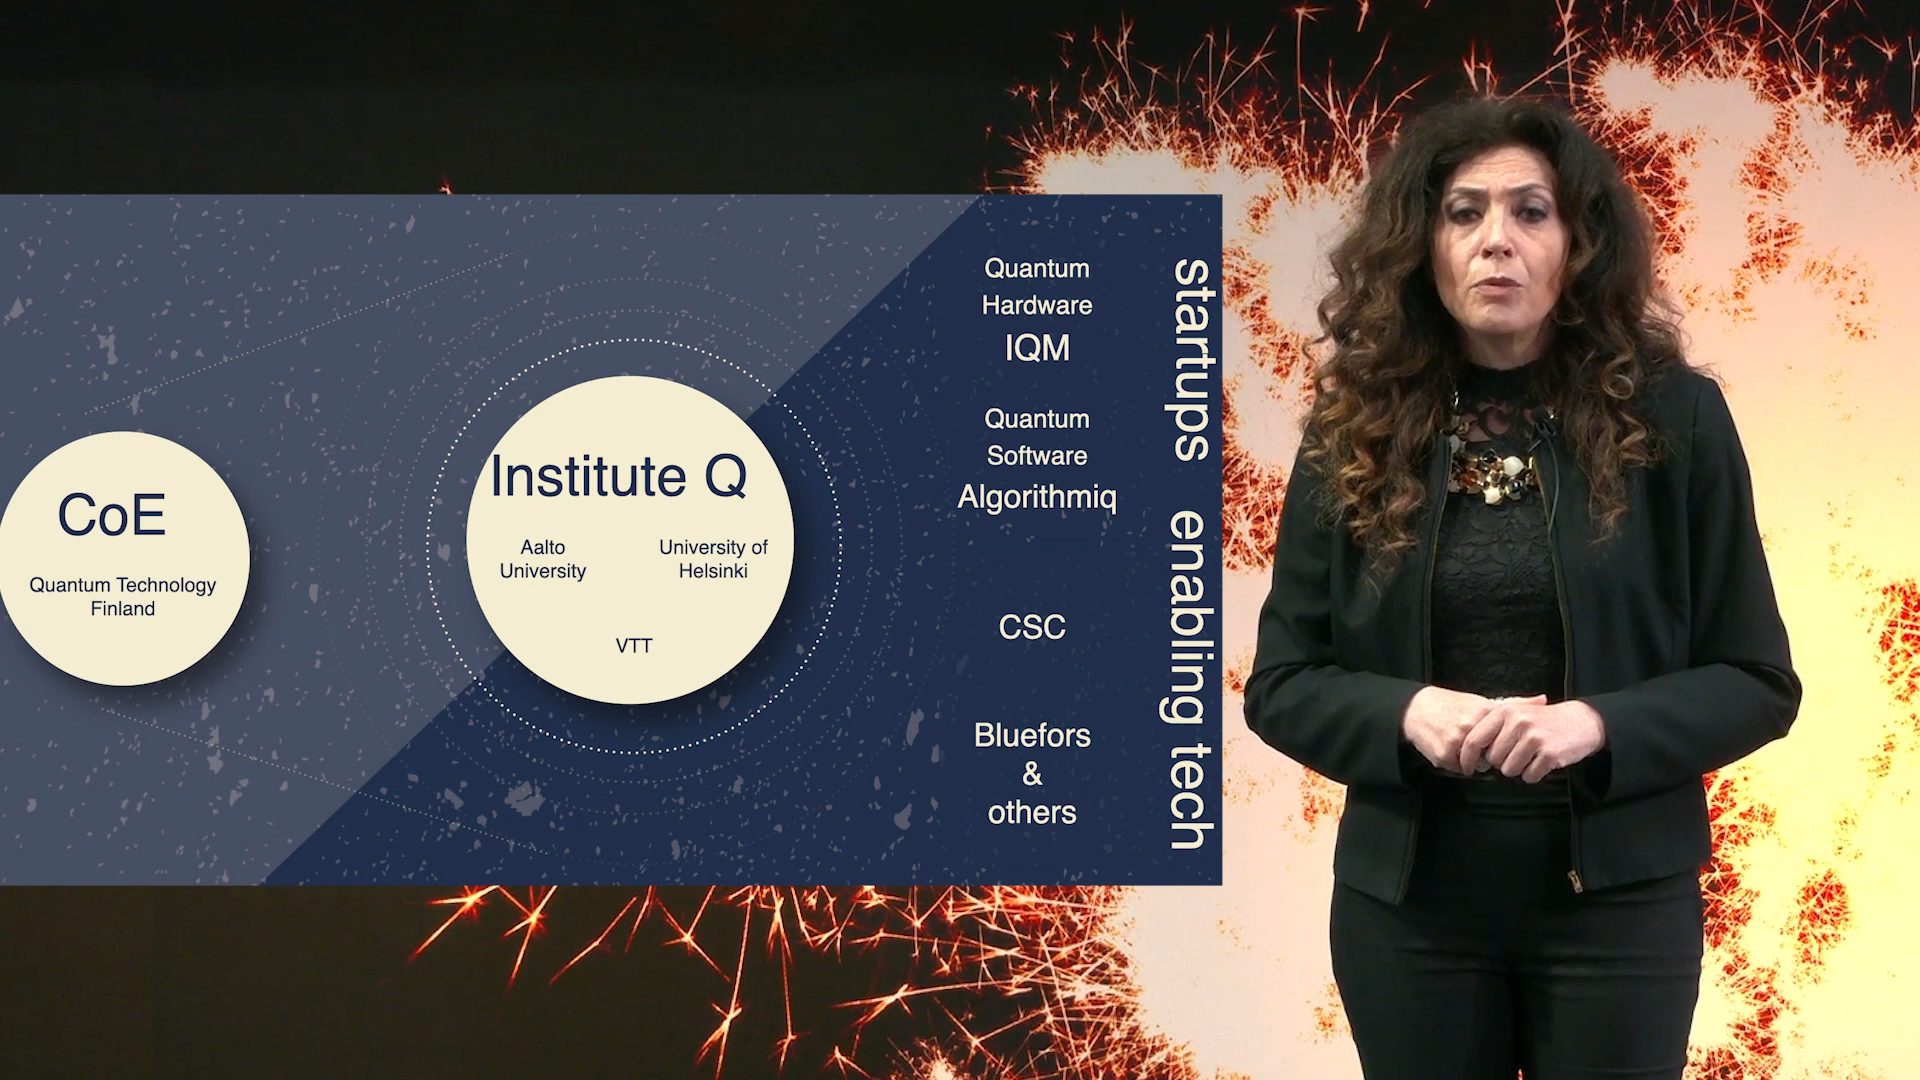 CoE
Quantum Technology
Finland
Institute Q
Aalto
University
University of
Helsinki
VTT
Quantum
Hardware
IQM
Quantum
Software
Algorithmiq
CSC
Bluefors
&
others
startups
enabling tech